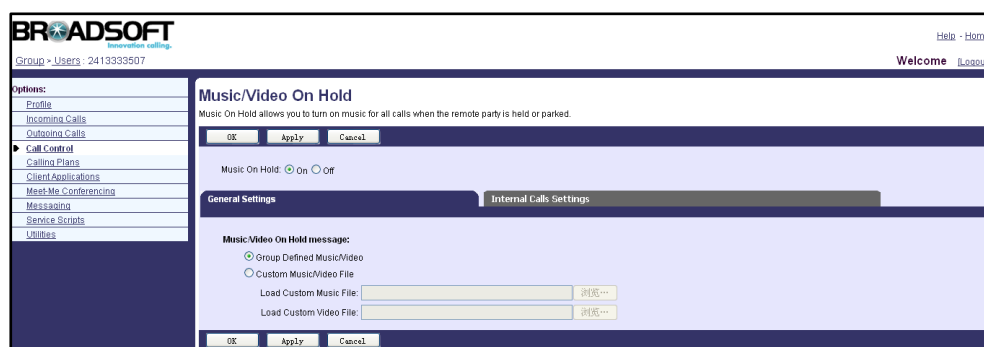 BROADSOFT
Innovation calling.
Help - Hom
Group > Users : 2413333507
Welcome [Logou
Options:
Profile
Incoming Calls
Outgoing Calls
Call Control
Calling Plans
Client Applications
Meet-Me Conferencing
Messaging
Service Scripts
Utilities
Music/Video On Hold
Music On Hold allows you to turn on music for all calls when the remote party is held or parked.
OK Apply Cancel
Music On Hold: On Off
General Settings Internal Calls Settings
Music/Video On Hold message:
Group Defined Music/Video
Custom Music/Video File
Load Custom Music File: 浏览…
Load Custom Video File: 浏览…
OK Apply Cancel